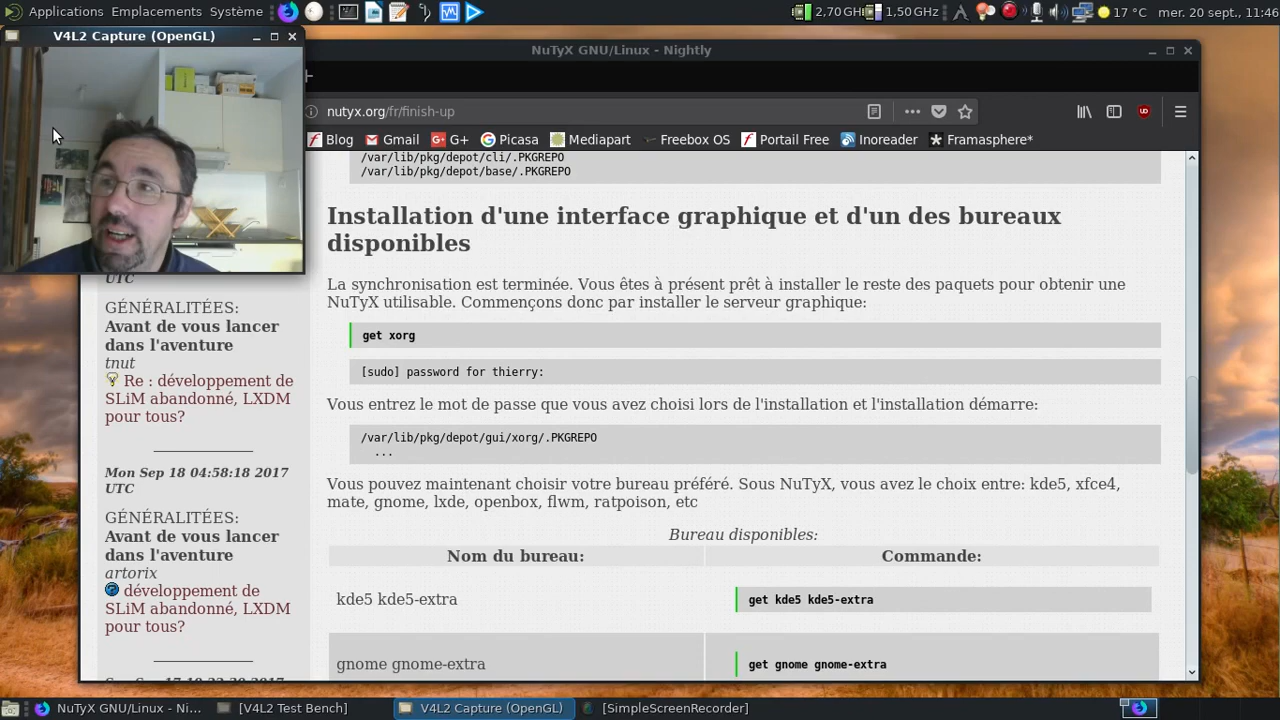 Applications Emplacements Système
2,70 GHz 1,50 GHz 17 °C mer. 20 sept., 11:46
V4L2 Capture (OpenGL)
NuTyX GNU/Linux - Nightly
nutyx.org/fr/finish-up
Blog Gmail G+ Picasa Mediapart Freebox OS Portail Free Inoreader Framasphere*
/var/lib/pkg/depot/cli/.PKGREPO
/var/lib/pkg/depot/base/.PKGREPO
Installation d'une interface graphique et d'un des bureaux
disponibles
La synchronisation est terminée. Vous êtes à présent prêt à installer le reste des paquets pour obtenir une
NuTyX utilisable. Commençons donc par installer le serveur graphique:
get xorg
[sudo] password for thierry:
Vous entrez le mot de passe que vous avez choisi lors de l'installation et l'installation démarre:
/var/lib/pkg/depot/gui/xorg/.PKGREPO
...
Vous pouvez maintenant choisir votre bureau préféré. Sous NuTyX, vous avez le choix entre: kde5, xfce4,
mate, gnome, lxde, openbox, flwm, ratpoison, etc
Bureau disponibles:
Nom du bureau: Commande:
kde5 kde5-extra get kde5 kde5-extra
gnome gnome-extra get gnome gnome-extra
UTC
GÉNÉRALITÉES:
Avant de vous lancer
dans l'aventure
tnut
Re : développement de
SLiM abandonné, LXDM
pour tous?
Mon Sep 18 04:58:18 2017
UTC
GÉNÉRALITÉES:
Avant de vous lancer
dans l'aventure
artorix
développement de
SLiM abandonné, LXDM
pour tous?
NuTyX GNU/Linux - Ni... [V4L2 Test Bench] V4L2 Capture (OpenGL) [SimpleScreenRecorder]